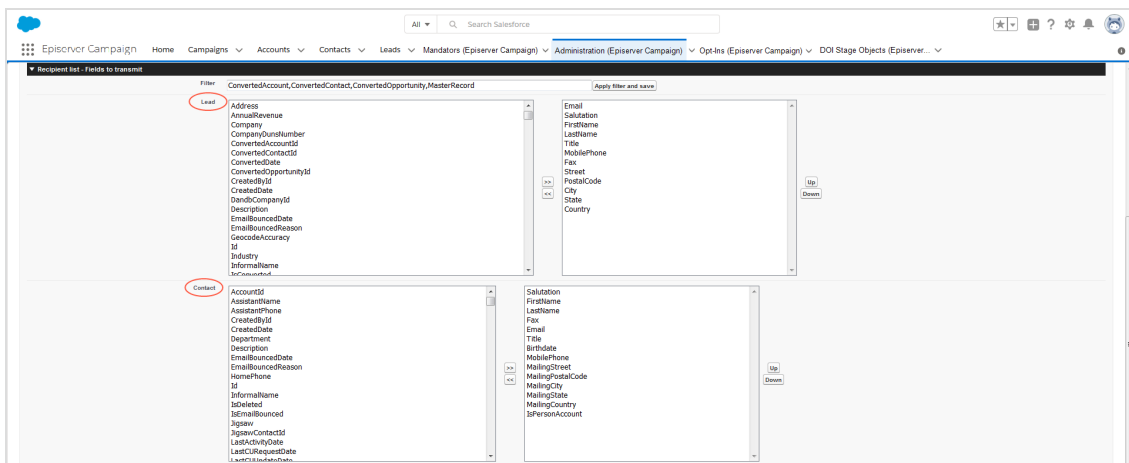 All Search Salesforce
Episerver Campaign Home Campaigns Accounts Contacts Leads Mandators (Episerver Campaign) Administration (Episerver Campaign) Opt-Ins (Episerver Campaign) DOI Stage Objects (Episerver...
Recipient list - Fields to transmit
Filter ConvertedAccount,ConvertedContact,ConvertedOpportunity,MasterRecord Apply filter and save
Lead
Address
AnnualRevenue
Company
CompanyDunsNumber
ConvertedAccountId
ConvertedContactId
ConvertedDate
ConvertedOpportunityId
CreatedById
CreatedDate
DandbCompanyId
Description
EmailBouncedDate
EmailBouncedReason
GeocodeAccuracy
Id
Industry
InformalName
IsConverted
>>
<<
Email
Salutation
FirstName
LastName
Title
MobilePhone
Fax
Street
PostalCode
City
State
Country
Up
Down
Contact
AccountId
AssistantName
AssistantPhone
CreatedById
CreatedDate
Department
Description
EmailBouncedDate
EmailBouncedReason
HomePhone
Id
InformalName
IsDeleted
IsEmailBounced
Jigsaw
JigsawContactId
LastActivityDate
LastCURequestDate
LastCUUpdateDate
>>
<<
Salutation
FirstName
LastName
Fax
Email
Title
Birthdate
MobilePhone
MailingStreet
MailingPostalCode
MailingCity
MailingState
MailingCountry
IsPersonAccount
Up
Down